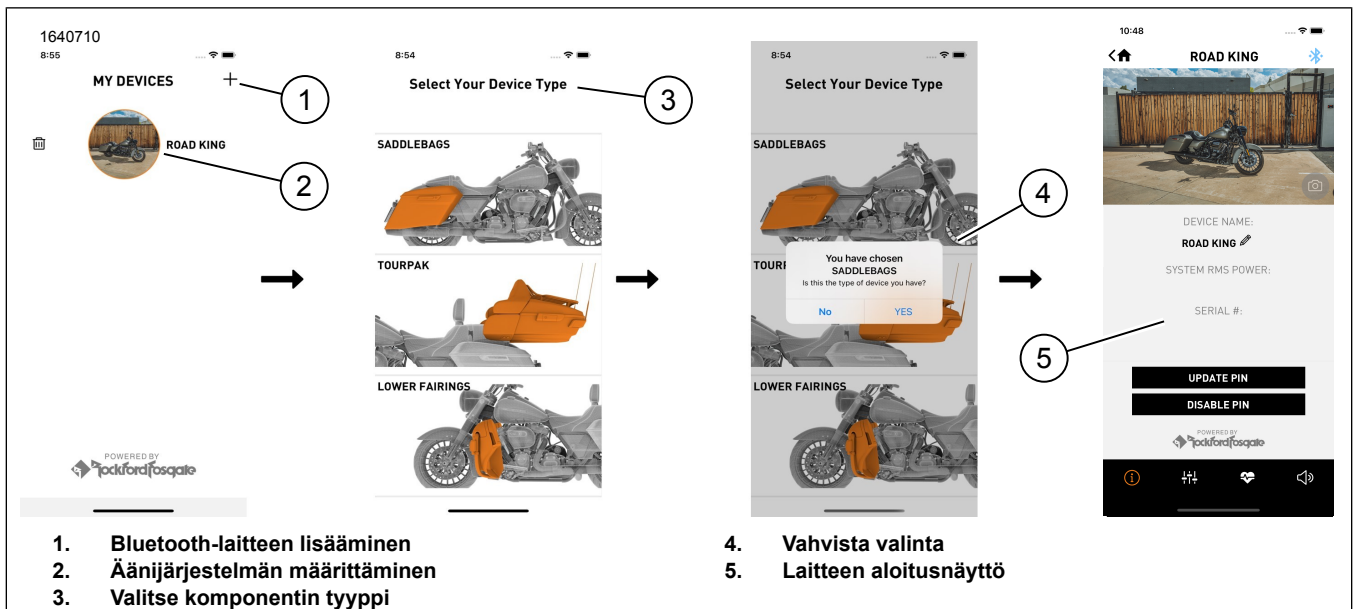 1640710
8:55
MY DEVICES
1
ROAD KING
2
POWERED BY
Rockford Fosgate
8:54
Select Your Device Type
3
SADDLEBAGS
TOURPAK
LOWER FAIRINGS
8:54
Select Your Device Type
SADDLEBAGS
4
You have chosen
SADDLEBAGS
Is this the type of device you have?
No YES
TOURP
LOWER FAIRINGS
10:48
ROAD KING
DEVICE NAME:
ROAD KING
SYSTEM RMS POWER:
SERIAL #:
5
UPDATE PIN
DISABLE PIN
POWERED BY
Rockford Fosgate
1. Bluetooth-laitteen lisääminen
2. Äänijärjestelmän määrittäminen
3. Valitse komponentin tyyppi
4. Vahvista valinta
5. Laitteen aloitusnäyttö